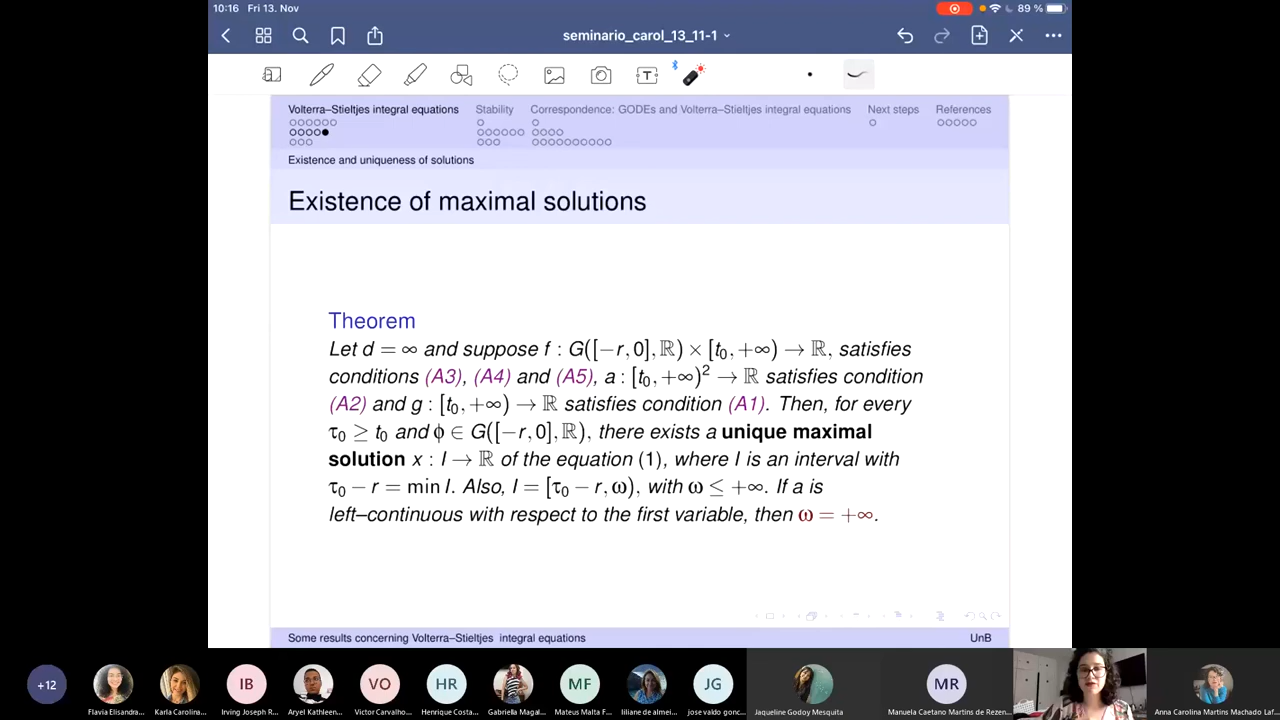 10:16 Fri 13. Nov
89 %
seminario_carol_13_11-1
T
Volterra–Stieltjes integral equations Stability Correspondence: GODEs and Volterra–Stieltjes integral equations Next steps References
Existence and uniqueness of solutions
Existence of maximal solutions
Theorem
Let d = ∞ and suppose f : G([−r, 0], ℝ) × [t₀, +∞) → ℝ, satisfies
conditions (A3), (A4) and (A5), a : [t₀, +∞)² → ℝ satisfies condition
(A2) and g : [t₀, +∞) → ℝ satisfies condition (A1). Then, for every
τ₀ ≥ t₀ and ϕ ∈ G([−r, 0], ℝ), there exists a unique maximal
solution x : I → ℝ of the equation (1), where I is an interval with
τ₀ − r = min I. Also, I = [τ₀ − r, ω), with ω ≤ +∞. If a is
left–continuous with respect to the first variable, then ω = +∞.
Some results concerning Volterra–Stieltjes integral equations UnB
+12 IB VO HR MF JG MR
Flavia Elisandra... Karla Carolina... Irving Joseph R... Aryel Kathleen... Victor Carvalho... Henrique Costa... Gabriella Magal... Mateus Malta F... liliane de almei... jose valdo gonc... Jaqueline Godoy Mesquita Manuela Caetano Martins de Rezen... Anna Carolina Martins Machado Laf...